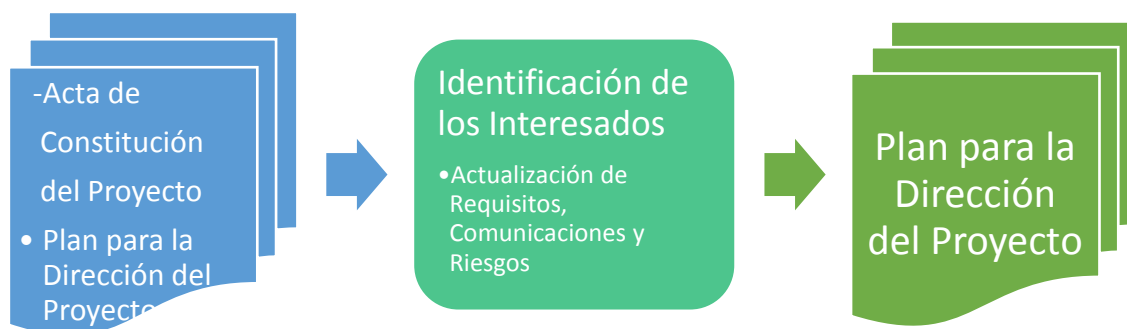 -Acta de
Constitución
del Proyecto
• Plan para la
Dirección del
Proyecto
Identificación de
los Interesados
•Actualización de
Requisitos,
Comunicaciones y
Riesgos
Plan para la
Dirección
del Proyecto